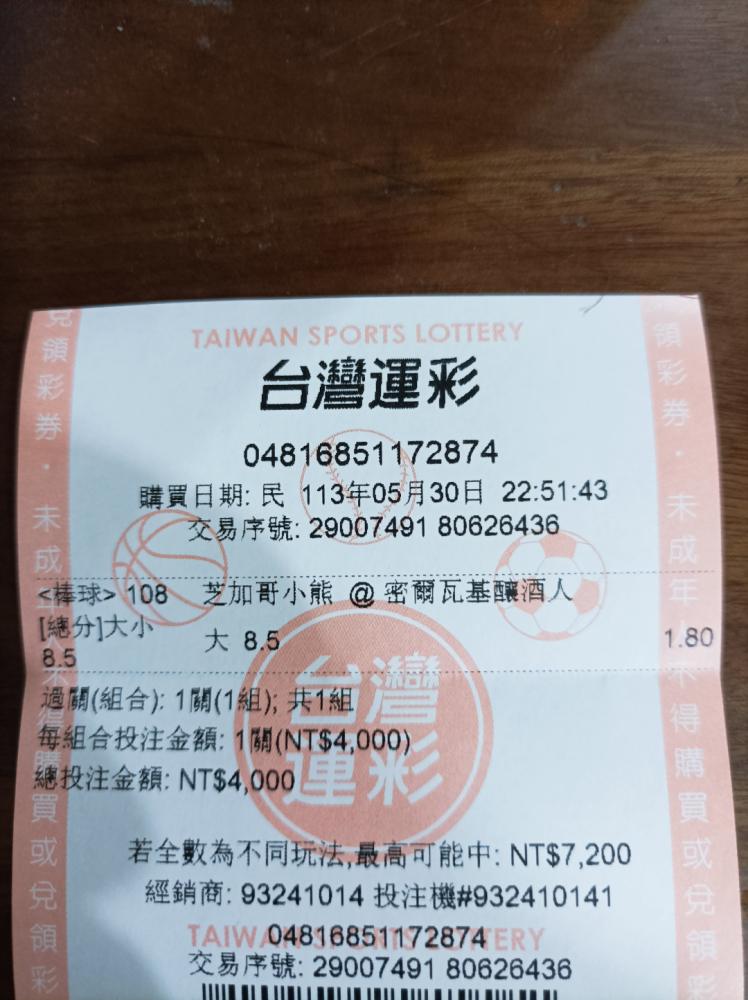 TAIWAN SPORTS LOTTERY
台灣運彩
04816851172874
購買日期: 民 113年05月30日 22:51:43
交易序號: 29007491 80626436
<棒球> 108 芝加哥小熊 @ 密爾瓦基釀酒人
[總分]大小 大 8.5 1.80
8.5
過關(組合): 1關(1組); 共1組
每組合投注金額: 1關(NT$4,000)
總投注金額: NT$4,000
台灣
運彩
若全數為不同玩法,最高可能中: NT$7,200
經銷商: 93241014 投注機#932410141
TAIWAN SPORTS LOTTERY
04816851172874
交易序號: 29007491 80626436
兌領彩券·未成年人不得購買或兌領彩
領彩券·未成年人不得購買或兌領彩